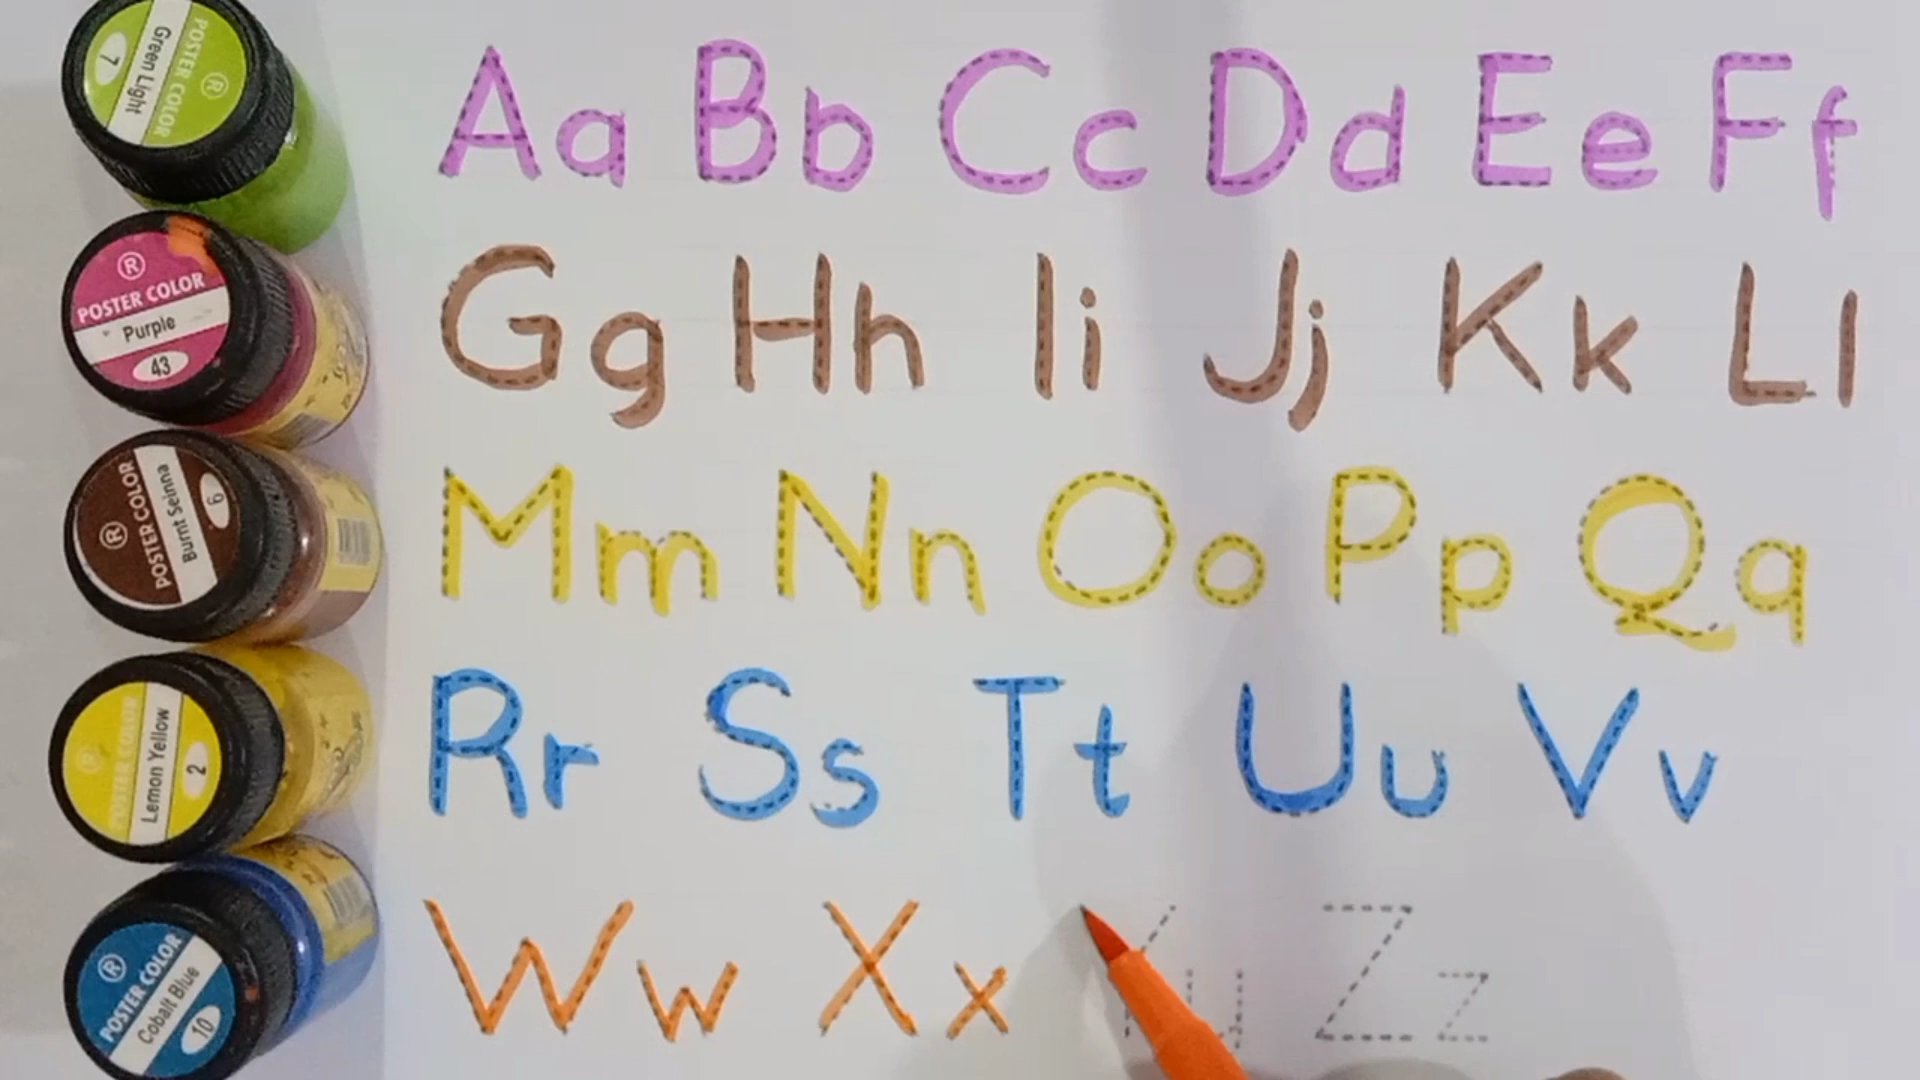 POSTER COLOR
Green Light
7
POSTER COLOR
Purple
43
POSTER COLOR
Burnt Seinna
6
POSTER COLOR
Lemon Yellow
2
POSTER COLOR
Cobalt Blue
10
Aa Bb Cc Dd Ee Ff
Gg Hh Ii Jj Kk Ll
Mm Nn Oo Pp Qq
Rr Ss Tt Uu Vv
Ww Xx Yy Zz